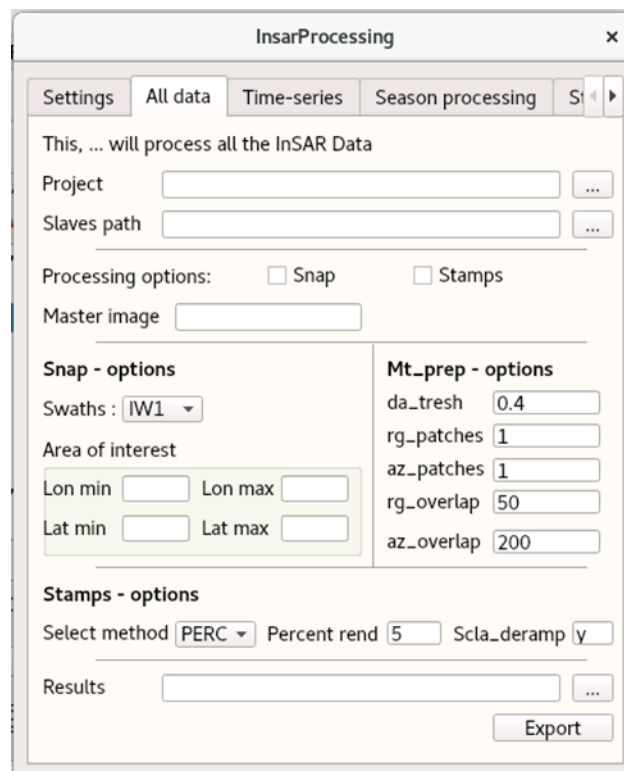 InsarProcessing ×
Settings All data Time-series Season processing
This, ... will process all the InSAR Data
Project ...
Slaves path ...
Processing options: Snap Stamps
Master image
Snap - options
Swaths : IW1
Area of interest
Lon min Lon max
Lat min Lat max
Mt_prep - options
da_tresh 0.4
rg_patches 1
az_patches 1
rg_overlap 50
az_overlap 200
Stamps - options
Select method PERC Percent rend 5 Scla_deramp y
Results ...
Export